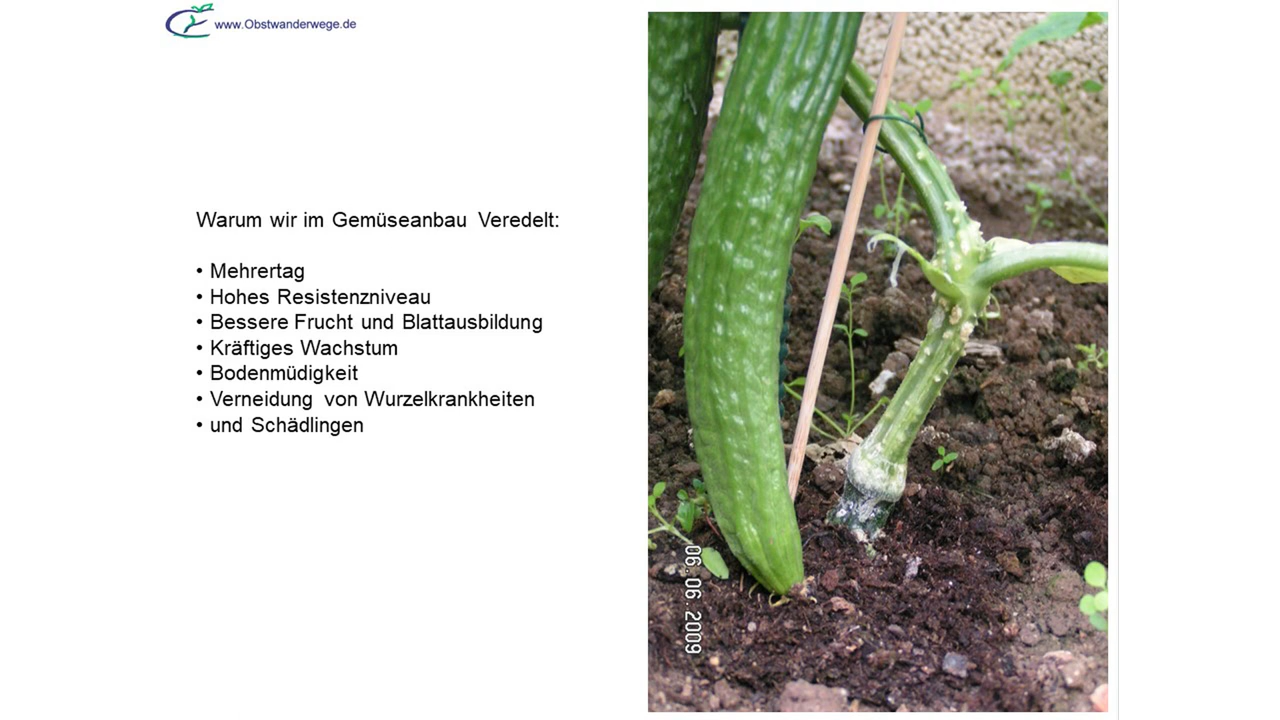 www.Obstwanderwege.de
Warum wir im Gemüseanbau Veredelt:
• Mehrertag
• Hohes Resistenzniveau
• Bessere Frucht und Blattausbildung
• Kräftiges Wachstum
• Bodenmüdigkeit
• Verneidung von Wurzelkrankheiten
• und Schädlingen
06.06.2009